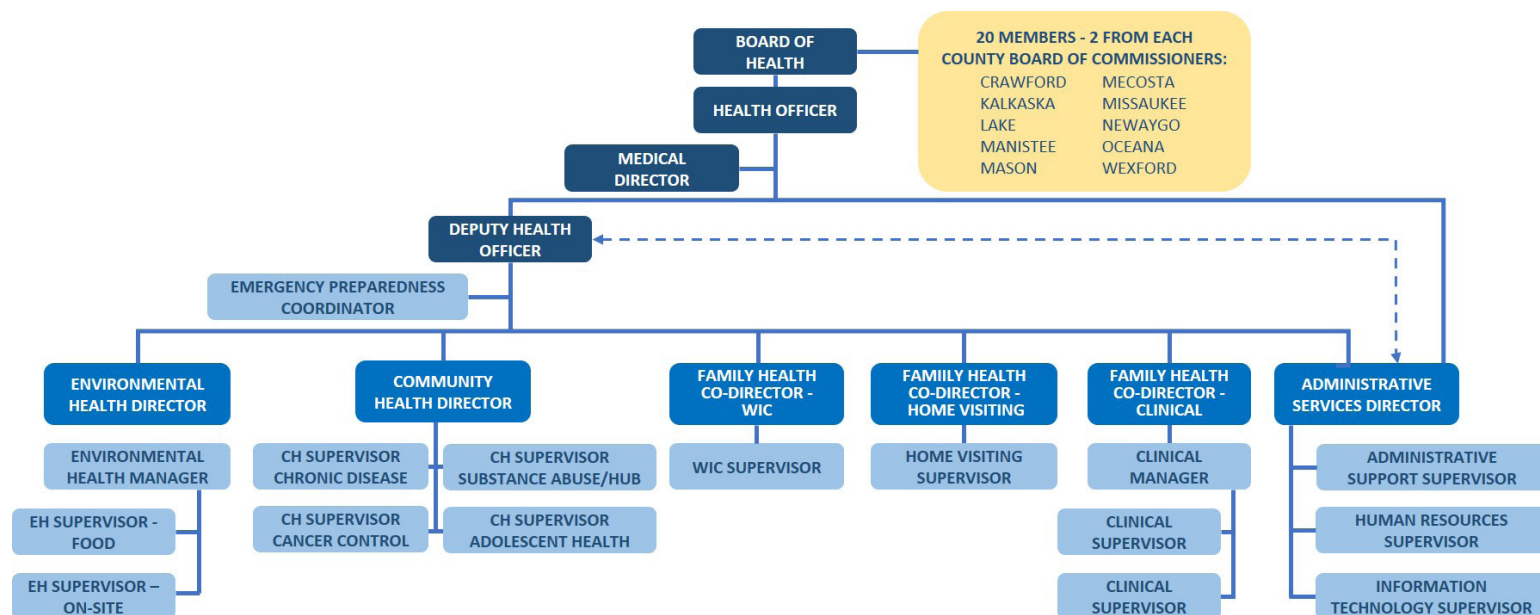 BOARD OF
HEALTH
20 MEMBERS - 2 FROM EACH
COUNTY BOARD OF COMMISSIONERS:
CRAWFORD
KALKASKA
LAKE
MANISTEE
MASON
MECOSTA
MISSAUKEE
NEWAYGO
OCEANA
WEXFORD
HEALTH OFFICER
MEDICAL
DIRECTOR
DEPUTY HEALTH
OFFICER
EMERGENCY PREPAREDNESS
COORDINATOR
ENVIRONMENTAL
HEALTH DIRECTOR
COMMUNITY
HEALTH DIRECTOR
FAMILY HEALTH
CO-DIRECTOR -
WIC
FAMIILY HEALTH
CO-DIRECTOR -
HOME VISITING
FAMILY HEALTH
CO-DIRECTOR -
CLINICAL
ADMINISTRATIVE
SERVICES DIRECTOR
ENVIRONMENTAL
HEALTH MANAGER
EH SUPERVISOR -
FOOD
EH SUPERVISOR –
ON-SITE
CH SUPERVISOR
CHRONIC DISEASE
CH SUPERVISOR
SUBSTANCE ABUSE/HUB
CH SUPERVISOR
CANCER CONTROL
CH SUPERVISOR
ADOLESCENT HEALTH
WIC SUPERVISOR
HOME VISITING
SUPERVISOR
CLINICAL
MANAGER
CLINICAL
SUPERVISOR
CLINICAL
SUPERVISOR
ADMINISTRATIVE
SUPPORT SUPERVISOR
HUMAN RESOURCES
SUPERVISOR
INFORMATION
TECHNOLOGY SUPERVISOR